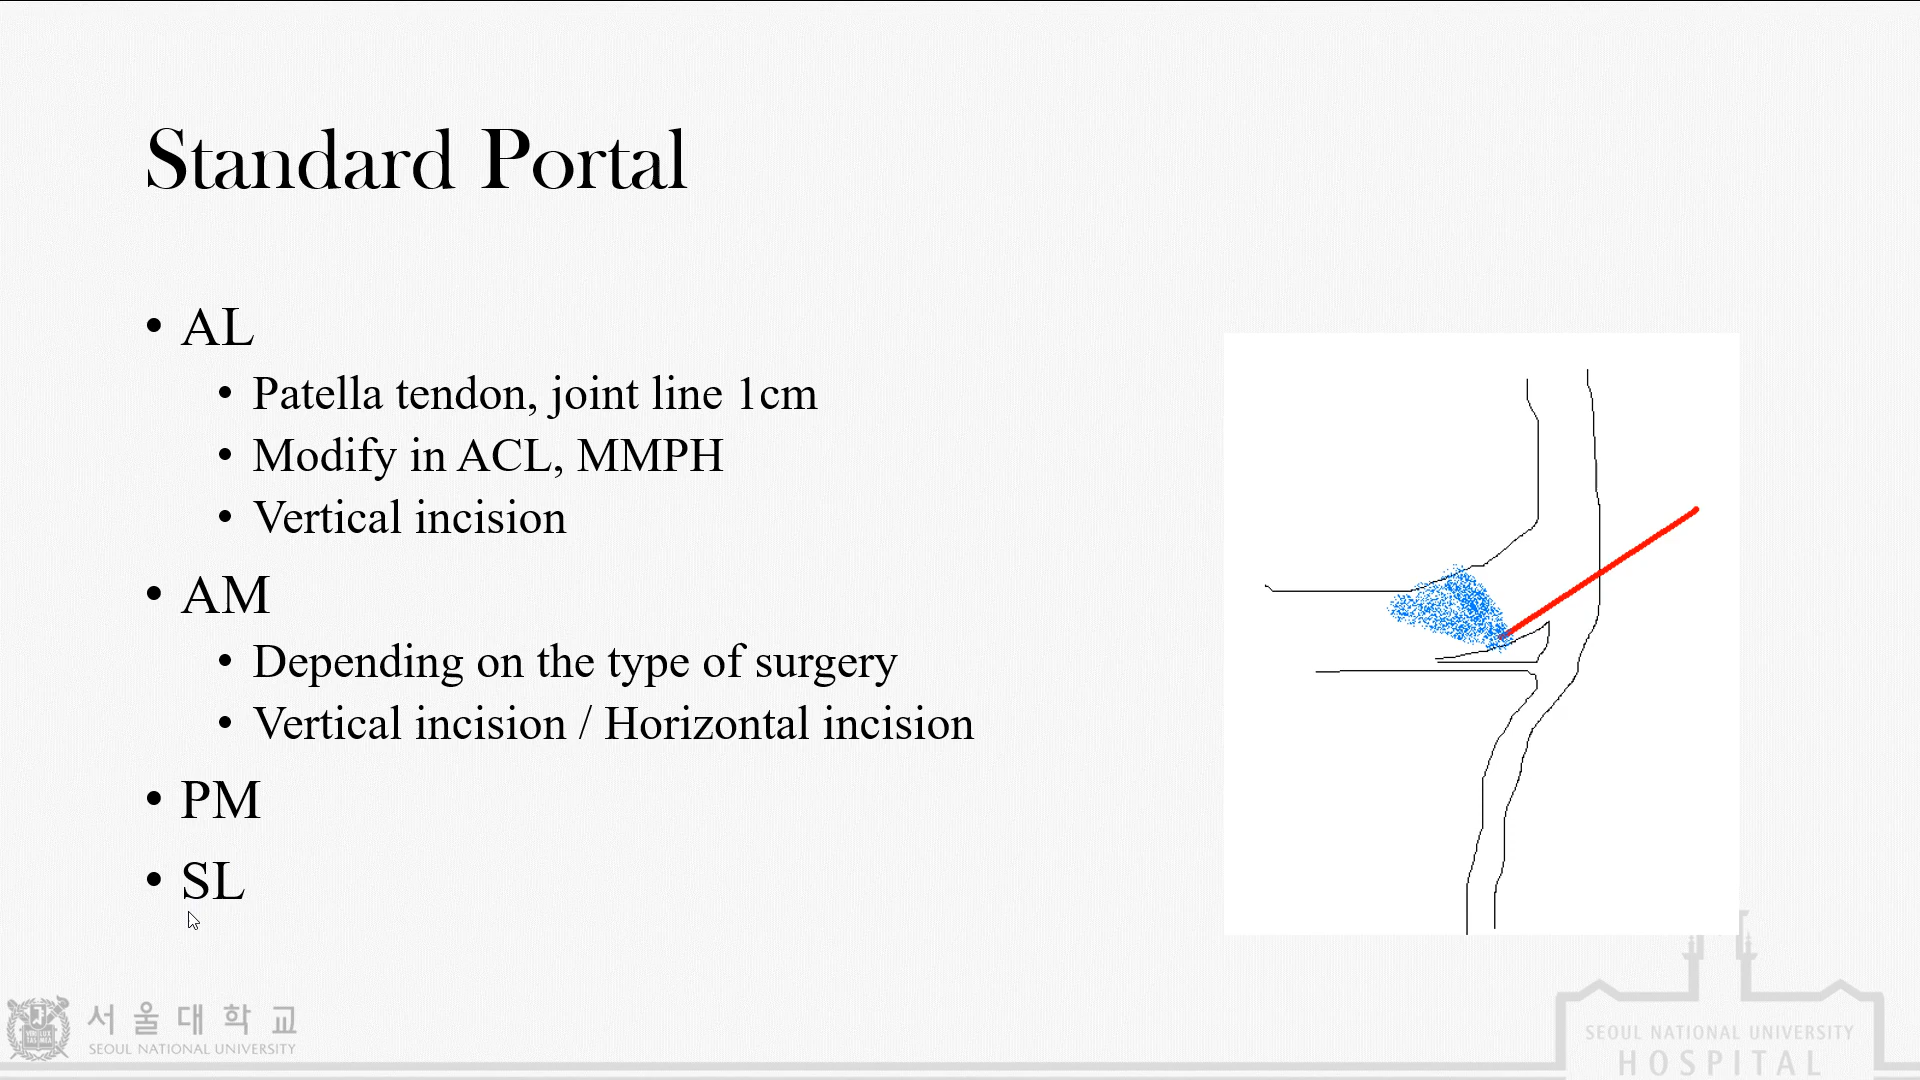 Standard Portal
• AL
• Patella tendon, joint line 1cm
• Modify in ACL, MMPH
• Vertical incision
• AM
• Depending on the type of surgery
• Vertical incision / Horizontal incision
• PM
• SL
서울대학교
SEOUL NATIONAL UNIVERSITY
SEOUL NATIONAL UNIVERSITY
HOSPITAL